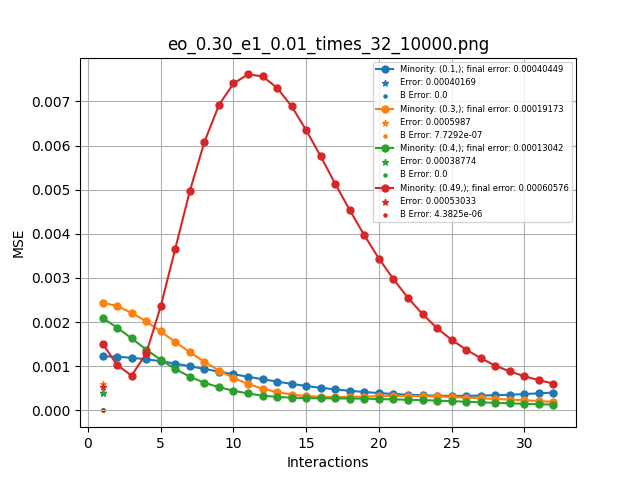 eo_0.30_e1_0.01_times_32_10000.png
Minority: (0.1,); final error: 0.00040449
Error: 0.00040169
B Error: 0.0
Minority: (0.3,); final error: 0.00019173
Error: 0.0005987
B Error: 7.7292e-07
Minority: (0.4,); final error: 0.00013042
Error: 0.00038774
B Error: 0.0
Minority: (0.49,); final error: 0.00060576
Error: 0.00053033
B Error: 4.3825e-06
0.007
0.006
0.005
0.004
0.003
0.002
0.001
0.000
MSE
0 5 10 15 20 25 30
Interactions